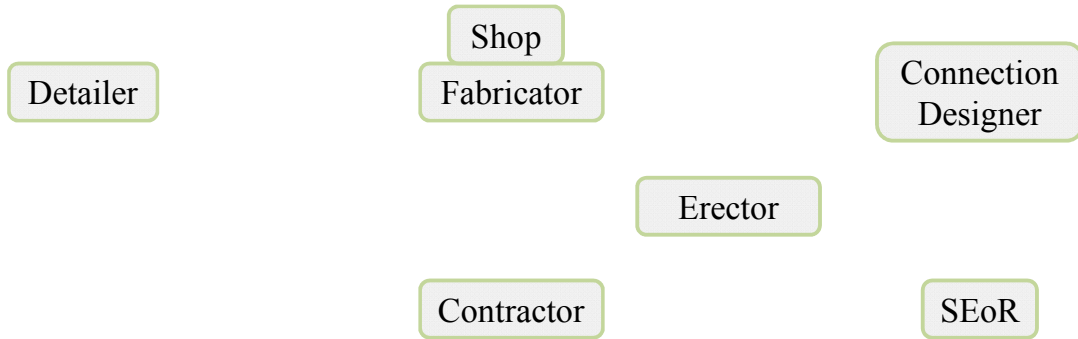 Shop
Detailer
Fabricator
Connection
Designer
Erector
Contractor
SEoR